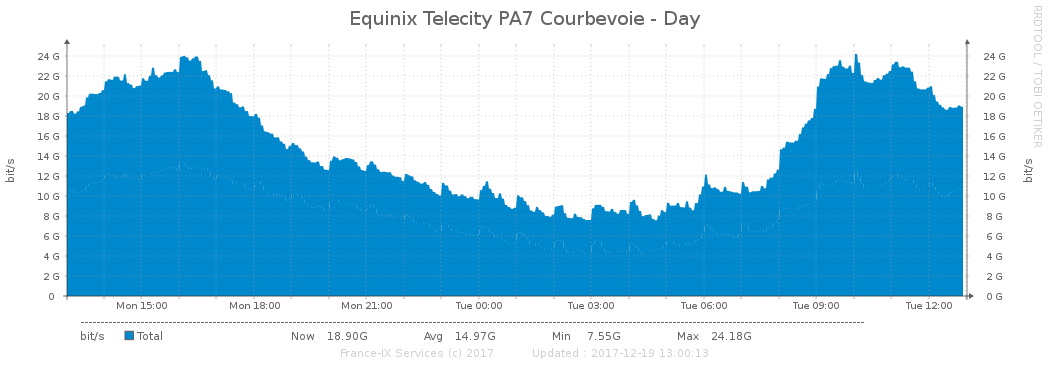 Equinix Telecity PA7 Courbevoie - Day
RRDTOOL / TOBI OETIKER
bit/s
24 G 24 G
22 G 22 G
20 G 20 G
18 G 18 G
16 G 16 G
14 G 14 G
12 G 12 G
10 G 10 G
8 G 8 G
6 G 6 G
4 G 4 G
2 G 2 G
0 0 G
bit/s
Mon 15:00 Mon 18:00 Mon 21:00 Tue 00:00 Tue 03:00 Tue 06:00 Tue 09:00 Tue 12:00
bit/s Total Now 18.90G Avg 14.97G Min 7.55G Max 24.18G
France-IX Services (c) 2017 Updated : 2017-12-19 13:00:13